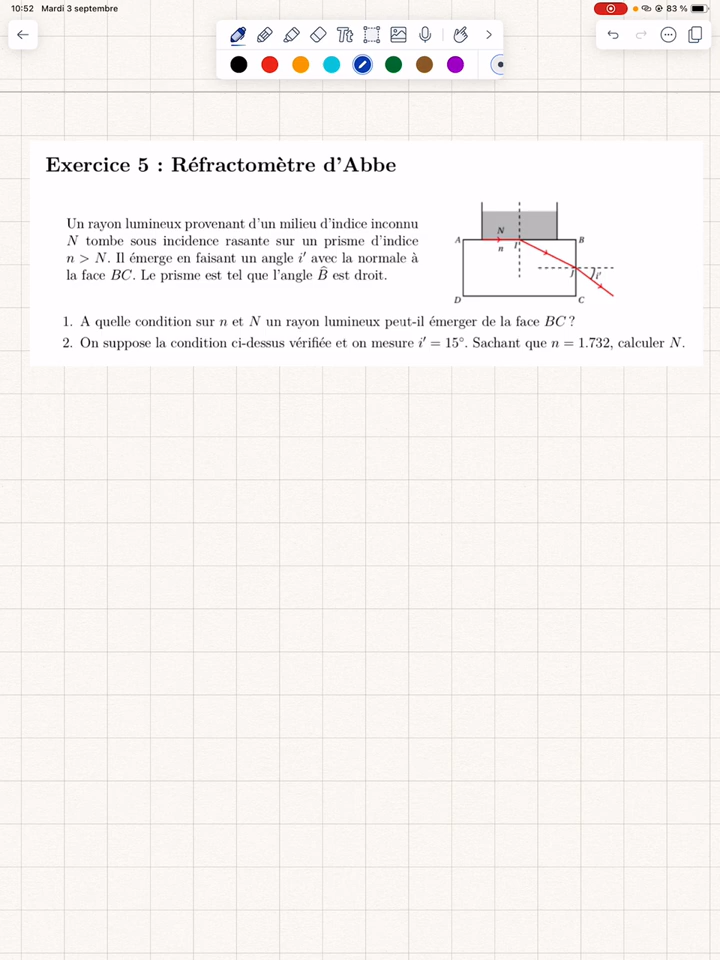 10:52 Mardi 3 septembre
83 %
Tt
Exercice 5 : Réfractomètre d'Abbe
Un rayon lumineux provenant d'un milieu d'indice inconnu
N tombe sous incidence rasante sur un prisme d'indice
n > N. Il émerge en faisant un angle i′ avec la normale à
la face BC. Le prisme est tel que l'angle B̂ est droit.
N
A
I
B
n
J
i′
D
C
1. A quelle condition sur n et N un rayon lumineux peut-il émerger de la face BC ?
2. On suppose la condition ci-dessus vérifiée et on mesure i′ = 15°. Sachant que n = 1.732, calculer N.